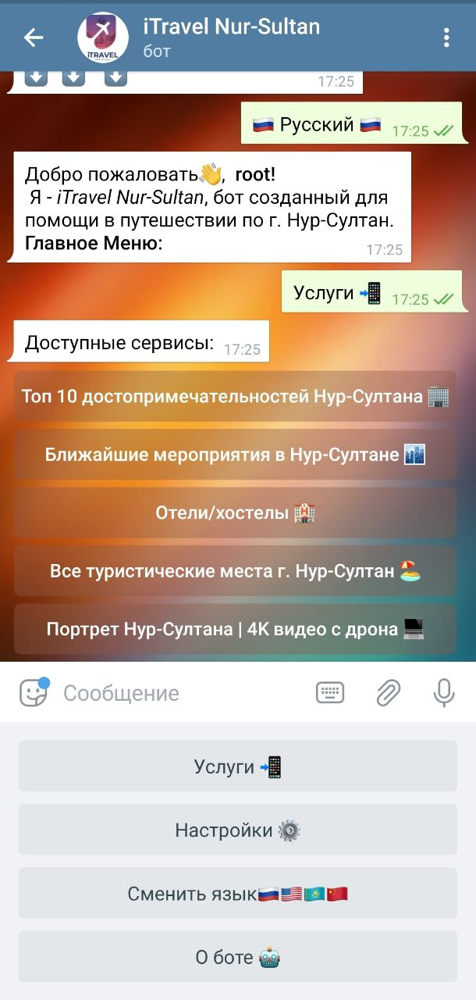 iTravel Nur-Sultan
бот
iTRAVEL
⬇️ ⬇️ ⬇️
17:25
🇷🇺 Русский 🇷🇺 17:25
Добро пожаловать👋, root!
Я - iTravel Nur-Sultan, бот созданный для
помощи в путешествии по г. Нур-Султан.
Главное Меню:
17:25
Услуги 📲 17:25
Доступные сервисы: 17:25
Топ 10 достопримечательностей Нур-Султана 🏢
Ближайшие мероприятия в Нур-Султане 🏙️
Отели/хостелы 🏨
Все туристические места г. Нур-Султан 🏖️
Портрет Нур-Султана | 4K видео с дрона 💻
Сообщение
Услуги 📲
Настройки ⚙️
Сменить язык🇷🇺🇺🇸🇰🇿🇨🇳
О боте 🤖